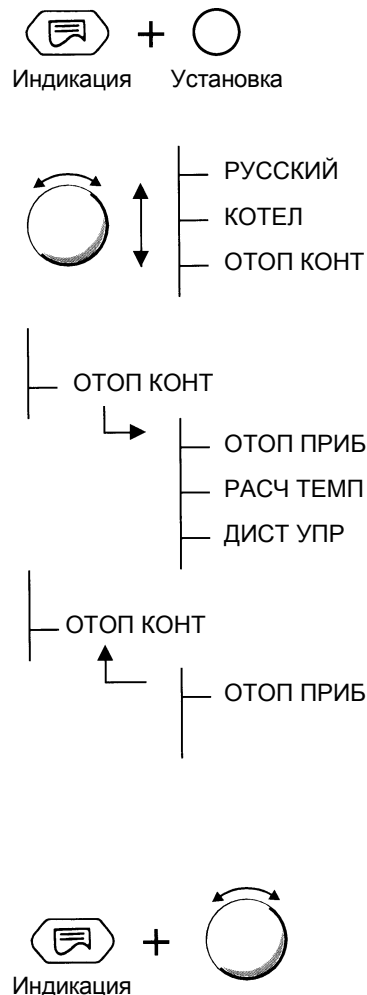 +
Индикация Установка
РУССКИЙ
КОТЕЛ
ОТОП КОНТ
ОТОП КОНТ
ОТОП ПРИБ
РАСЧ ТЕМП
ДИСТ УПР
ОТОП КОНТ
ОТОП ПРИБ
+
Индикация